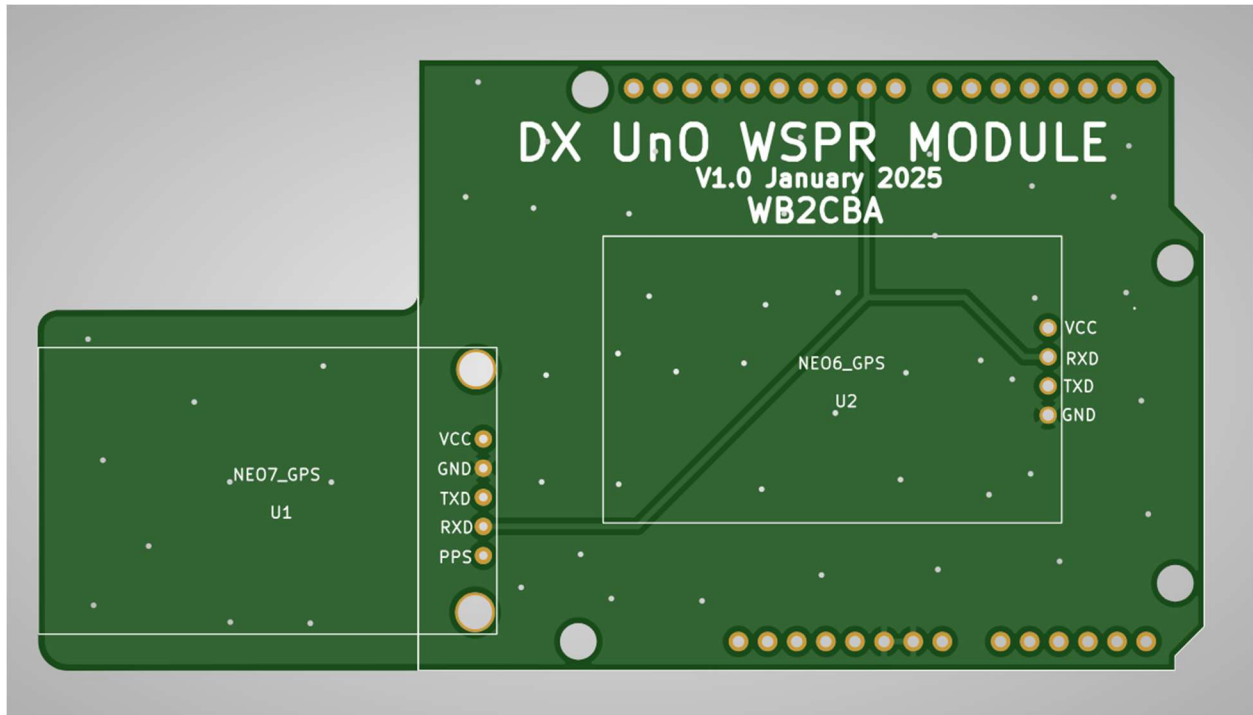 DX UnO WSPR MODULE
V1.0 January 2025
WB2CBA
VCC
RXD
TXD
GND
NEO6_GPS
U2
VCC
GND
TXD
RXD
PPS
NEO7_GPS
U1